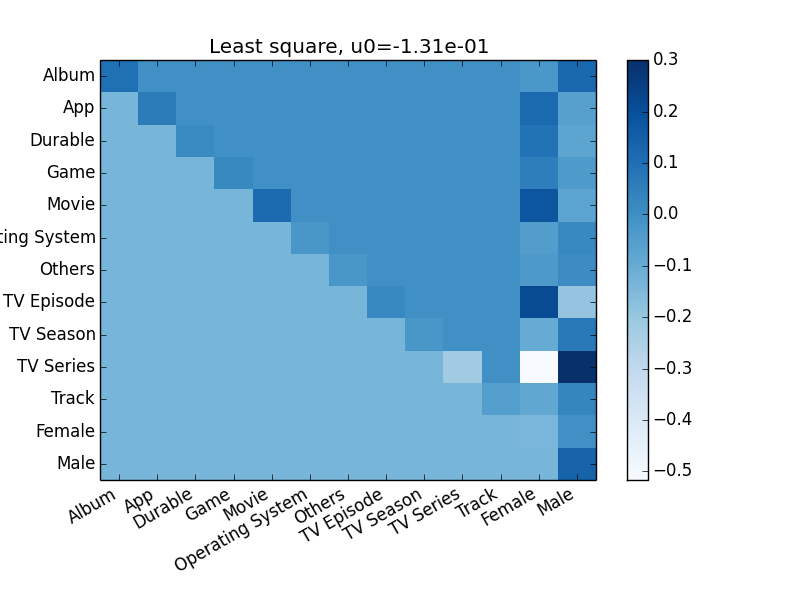 Least square, u0=-1.31e-01
Album
App
Durable
Game
Movie
ting System
Others
TV Episode
TV Season
TV Series
Track
Female
Male
Album
App
Durable
Game
Movie
Operating System
Others
TV Episode
TV Season
TV Series
Track
Female
Male
0.3
0.2
0.1
0.0
−0.1
−0.2
−0.3
−0.4
−0.5